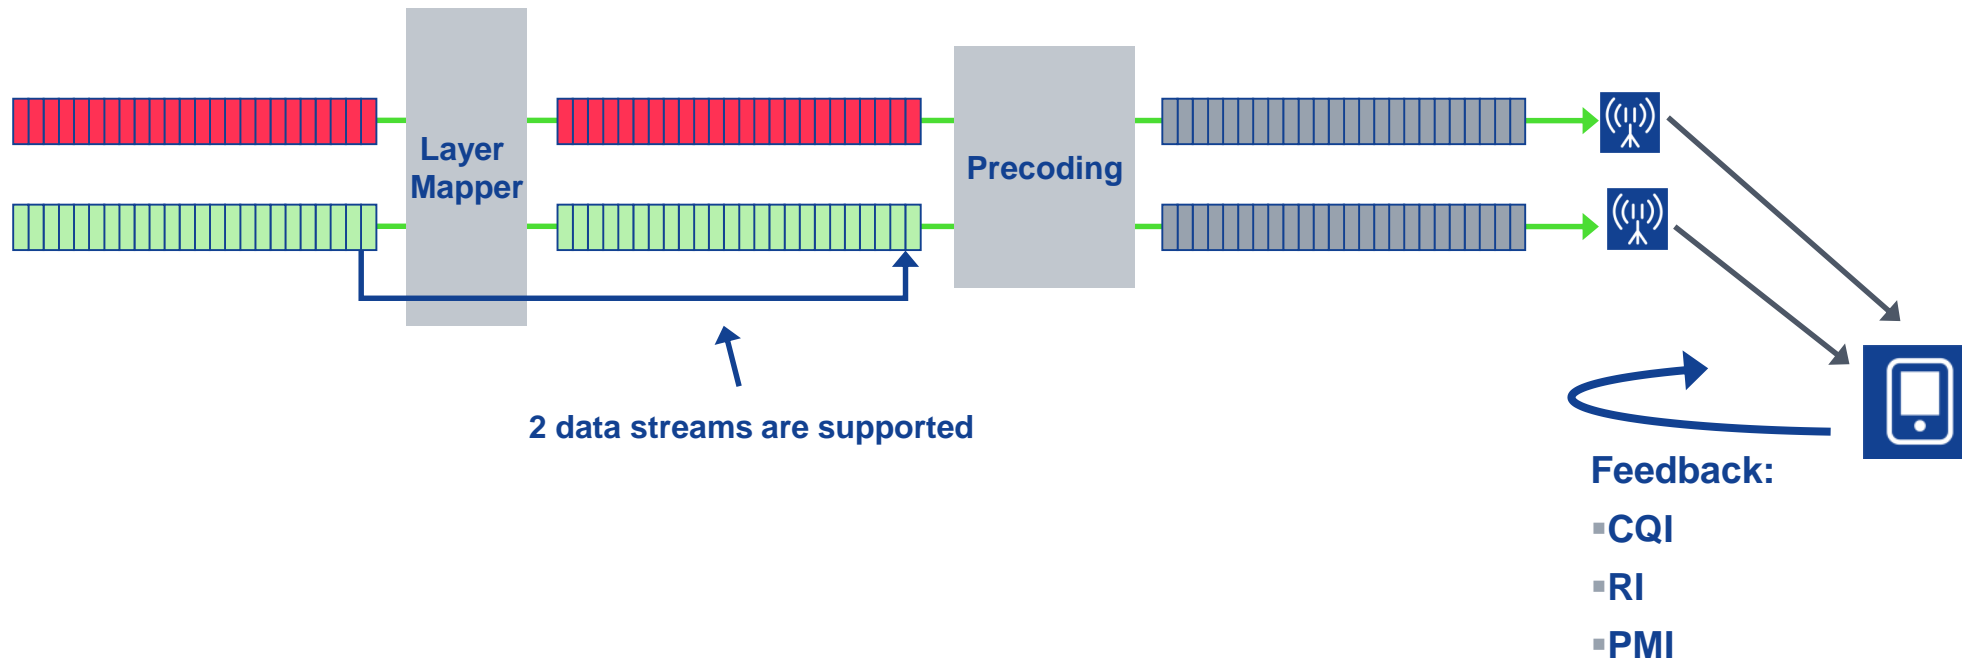 Layer
Mapper
Precoding
2 data streams are supported
Feedback:
▪CQI
▪RI
▪PMI